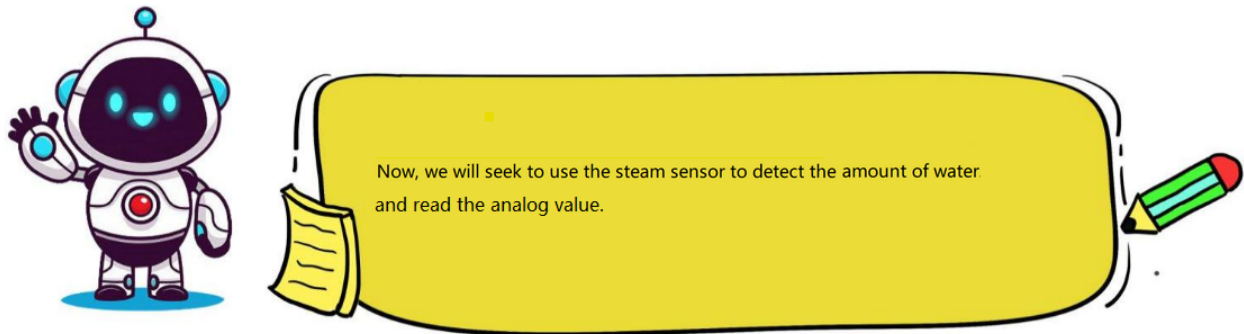 Now, we will seek to use the steam sensor to detect the amount of water
and read the analog value.